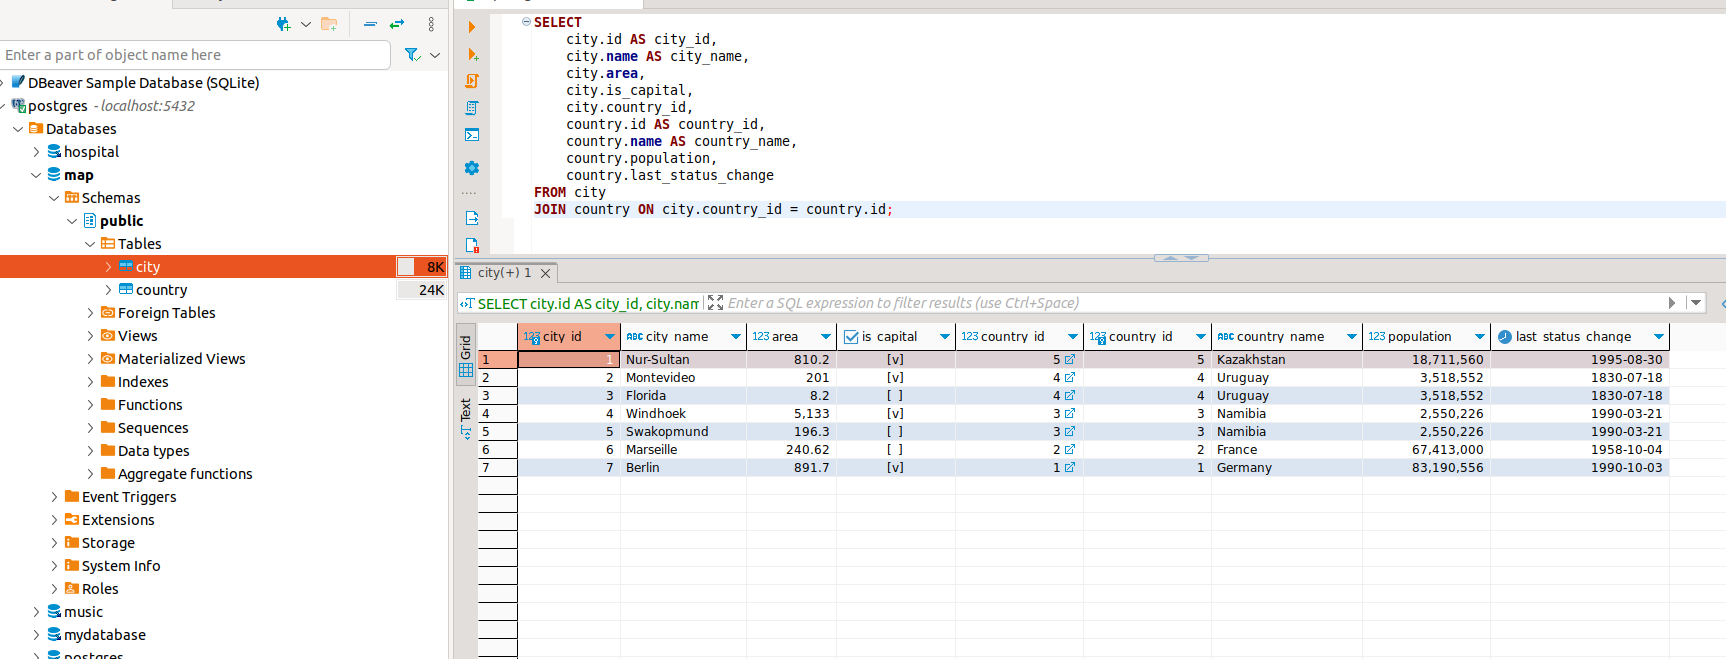 Enter a part of object name here
DBeaver Sample Database (SQLite)
postgres - localhost:5432
Databases
hospital
map
Schemas
public
Tables
city 8K
country 24K
Foreign Tables
Views
Materialized Views
Indexes
Functions
Sequences
Data types
Aggregate functions
Event Triggers
Extensions
Storage
System Info
Roles
music
mydatabase
postgres
SELECT
city.id AS city_id,
city.name AS city_name,
city.area,
city.is_capital,
city.country_id,
country.id AS country_id,
country.name AS country_name,
country.population,
country.last_status_change
FROM city
JOIN country ON city.country_id = country.id;
city(+) 1
SELECT city.id AS city_id, city.nam Enter a SQL expression to filter results (use Ctrl+Space)
Grid
Text
123 city_id ABC city_name 123 area is_capital 123 country_id 123 country_id ABC country_name 123 population last_status_change
1 1 Nur-Sultan 810.2 [v] 5 5 Kazakhstan 18,711,560 1995-08-30
2 2 Montevideo 201 [v] 4 4 Uruguay 3,518,552 1830-07-18
3 3 Florida 8.2 [ ] 4 4 Uruguay 3,518,552 1830-07-18
4 4 Windhoek 5,133 [v] 3 3 Namibia 2,550,226 1990-03-21
5 5 Swakopmund 196.3 [ ] 3 3 Namibia 2,550,226 1990-03-21
6 6 Marseille 240.62 [ ] 2 2 France 67,413,000 1958-10-04
7 7 Berlin 891.7 [v] 1 1 Germany 83,190,556 1990-10-03